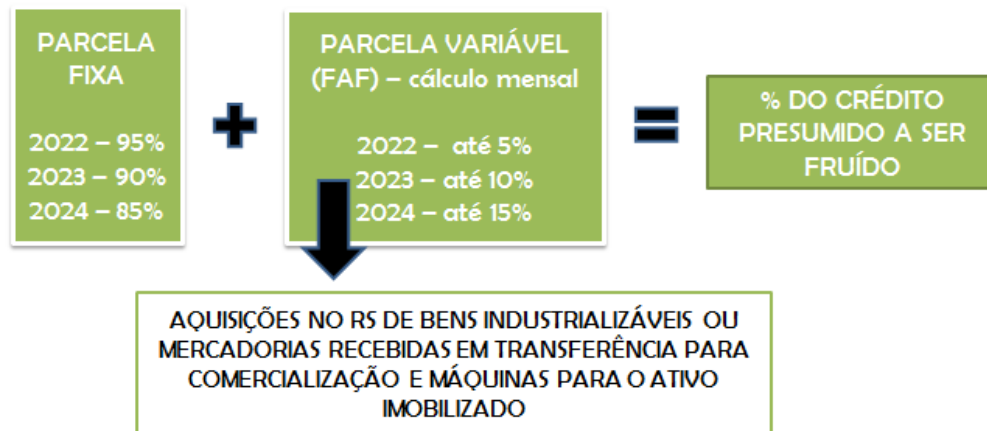 PARCELA
FIXA
2022 – 95%
2023 – 90%
2024 – 85%
PARCELA VARIÁVEL
(FAF) – cálculo mensal
2022 – até 5%
2023 – até 10%
2024 – até 15%
% DO CRÉDITO
PRESUMIDO A SER
FRUÍDO
AQUISIÇÕES NO RS DE BENS INDUSTRIALIZÁVEIS OU
MERCADORIAS RECEBIDAS EM TRANSFERÊNCIA PARA
COMERCIALIZAÇÃO E MÁQUINAS PARA O ATIVO
IMOBILIZADO